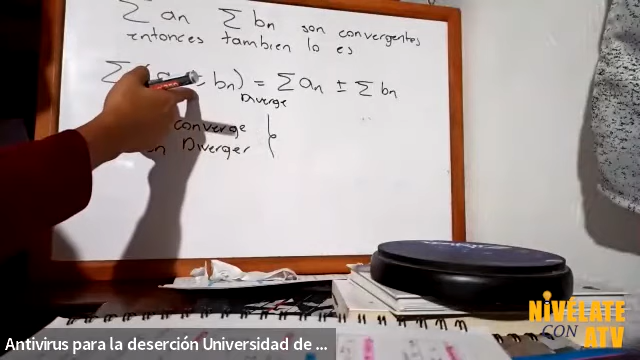 Σ an Σ bn son convergentes
entonces tambien lo es
Σ bn) = Σ an ± Σ bn
Diverge
converge
Diverger
NIVÉLATE
CON ATV
Antivirus para la deserción Universidad de ...